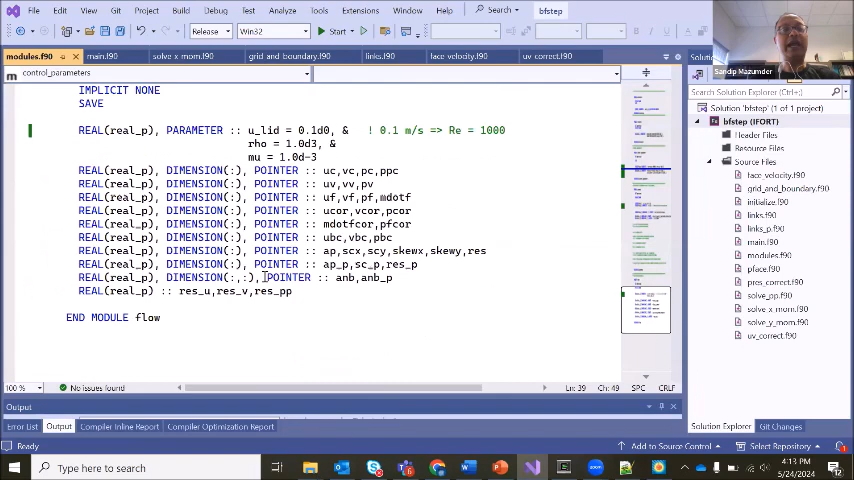 File Edit View Git Project Build Debug Test Analyze Tools Extensions Window Help Search bfstep
Release Win32 Start
Sandip Mazumder
modules.f90 main.f90 solve x mom.f90 grid and boundary.f90 links.f90 face velocity.f90 uv correct.f90
control_parameters
IMPLICIT NONE
SAVE
REAL(real_p), PARAMETER :: u_lid = 0.1d0, & ! 0.1 m/s => Re = 1000
rho = 1.0d3, &
mu = 1.0d-3
REAL(real_p), DIMENSION(:), POINTER :: uc,vc,pc,ppc
REAL(real_p), DIMENSION(:), POINTER :: uv,vv,pv
REAL(real_p), DIMENSION(:), POINTER :: uf,vf,pf,mdotf
REAL(real_p), DIMENSION(:), POINTER :: ucor,vcor,pcor
REAL(real_p), DIMENSION(:), POINTER :: mdotfcor,pfcor
REAL(real_p), DIMENSION(:), POINTER :: ubc,vbc,pbc
REAL(real_p), DIMENSION(:), POINTER :: ap,scx,scy,skewx,skewy,res
REAL(real_p), DIMENSION(:), POINTER :: ap_p,sc_p,res_p
REAL(real_p), DIMENSION(:,:), POINTER :: anb,anb_p
REAL(real_p) :: res_u,res_v,res_pp
END MODULE flow
100 % No issues found Ln: 39 Ch: 49 SPC CRLF
Output
Error List Output Compiler Inline Report Compiler Optimization Report
Search Solution Explorer (Ctrl+;)
Solution 'bfstep' (1 of 1 project)
bfstep (IFORT)
Header Files
Resource Files
Source Files
face_velocity.f90
grid_and_boundary.f90
initialize.f90
links.f90
links_p.f90
main.f90
modules.f90
pface.f90
pres_correct.f90
solve_pp.f90
solve_x_mom.f90
solve_y_mom.f90
uv_correct.f90
Solution Explorer Git Changes
Ready Add to Source Control Select Repository
Type here to search
4:13 PM
5/24/2024